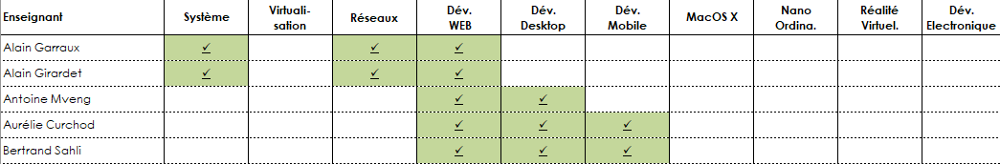 Enseignant Système Virtuali-sation Réseaux Dév. WEB Dév. Desktop Dév. Mobile MacOS X Nano Ordina. Réalité Virtuel. Dév. Electronique
Alain Garraux ✓ ✓ ✓
Alain Girardet ✓ ✓ ✓
Antoine Mveng ✓ ✓
Aurélie Curchod ✓ ✓ ✓
Bertrand Sahli ✓ ✓ ✓